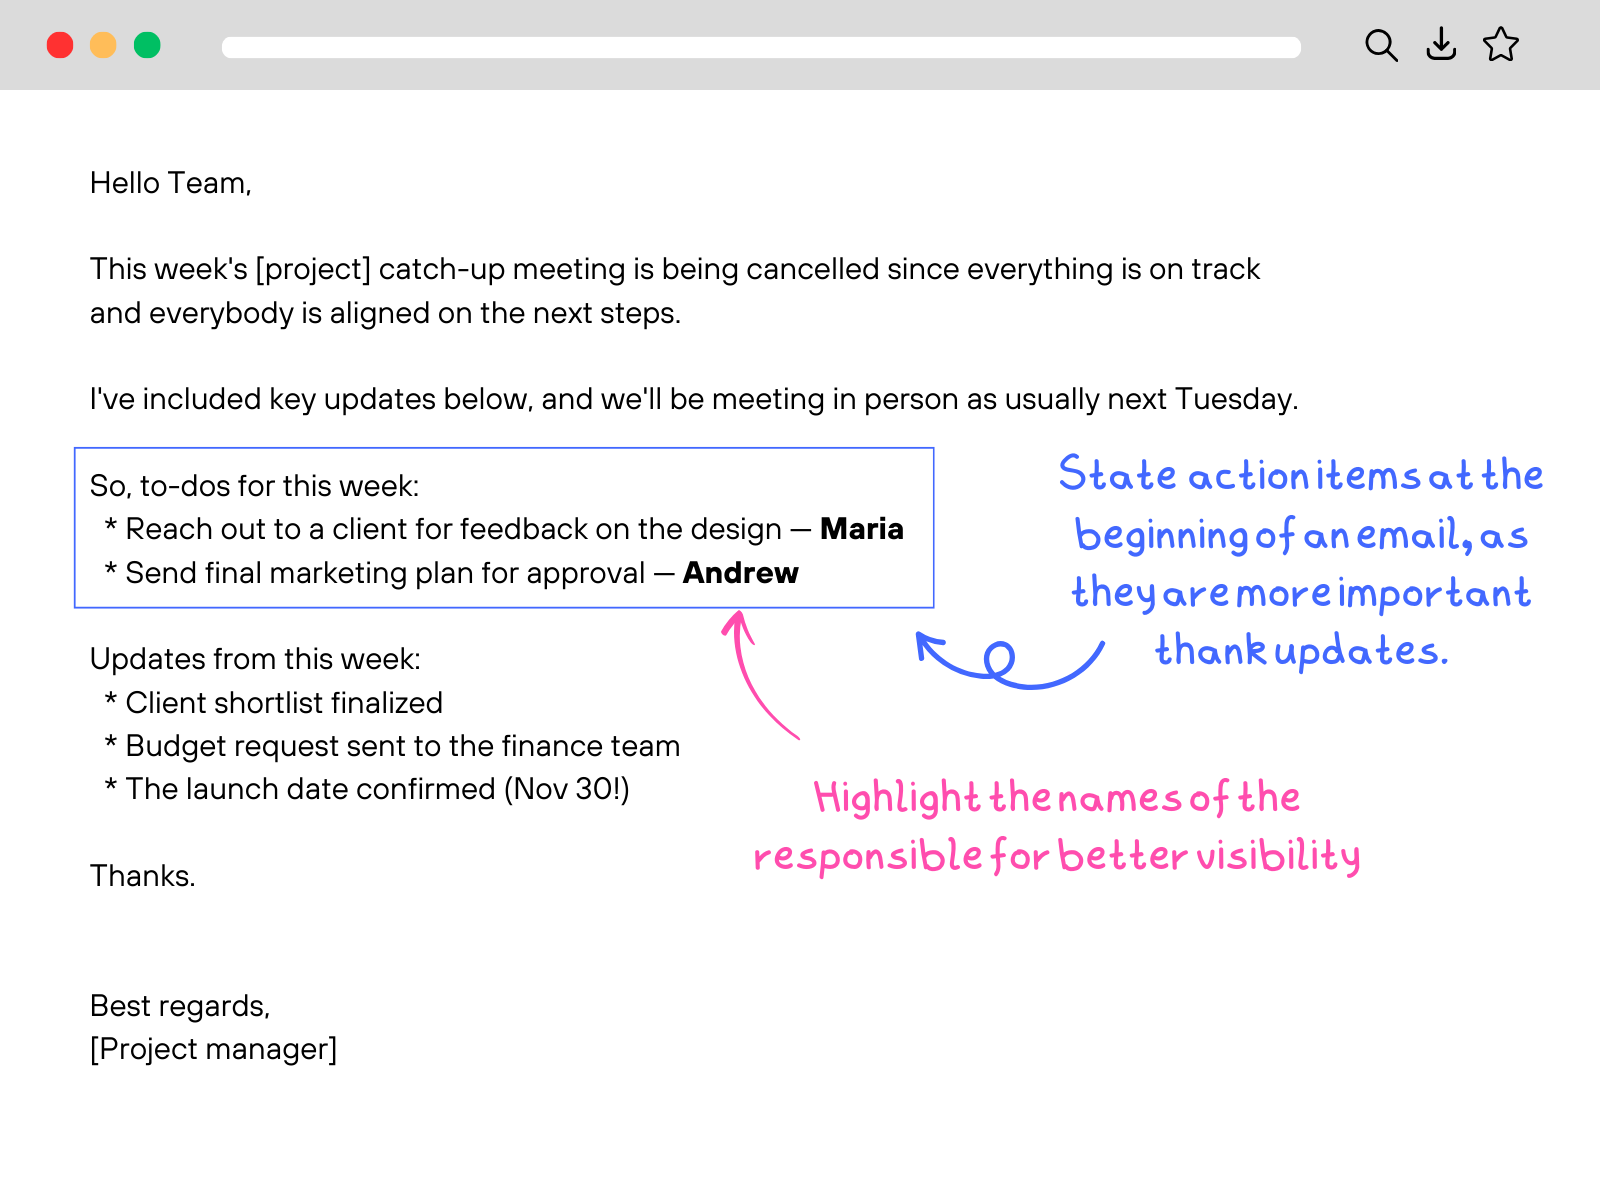 Hello Team,
This week's [project] catch-up meeting is being cancelled since everything is on track
and everybody is aligned on the next steps.
I've included key updates below, and we'll be meeting in person as usually next Tuesday.
So, to-dos for this week:
* Reach out to a client for feedback on the design — Maria
* Send final marketing plan for approval — Andrew
State action items at the
beginning of an email, as
they are more important
thank updates.
Updates from this week:
* Client shortlist finalized
* Budget request sent to the finance team
* The launch date confirmed (Nov 30!)
Highlight the names of the
responsible for better visibility
Thanks.
Best regards,
[Project manager]